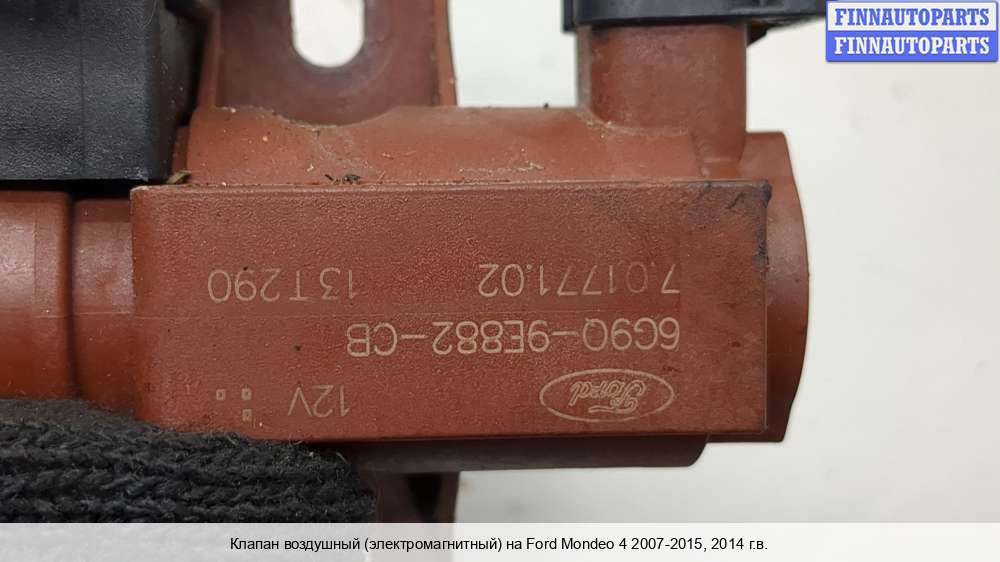 FINNAUTOPARTS
FINNAUTOPARTS
Ford
12V
6G9Q-9E882-CB
7.01771.02 13T290
Клапан воздушный (электромагнитный) на Ford Mondeo 4 2007-2015, 2014 г.в.